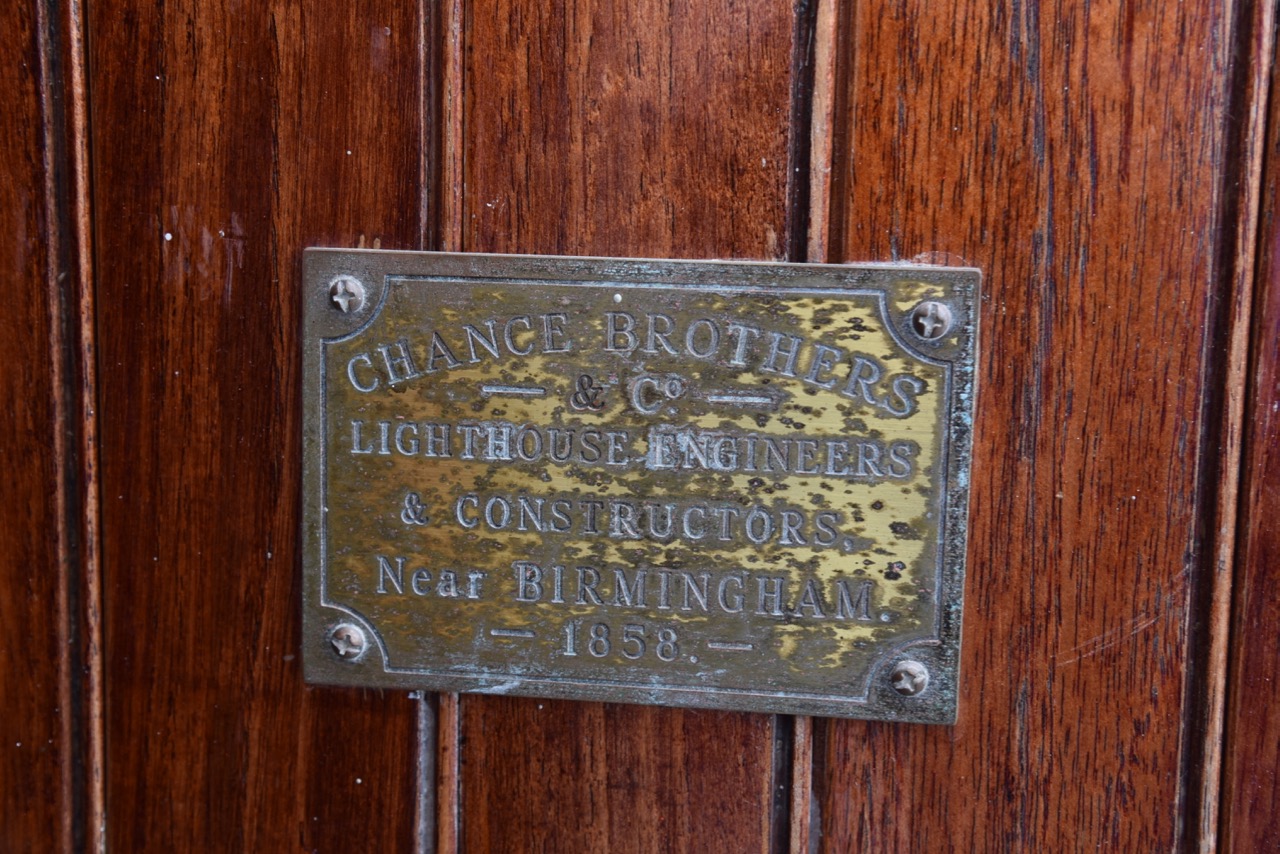 CHANCE BROTHERS
— & Cº —
LIGHTHOUSE ENGINEERS
& CONSTRUCTORS,
Near BIRMINGHAM.
— 1858. —